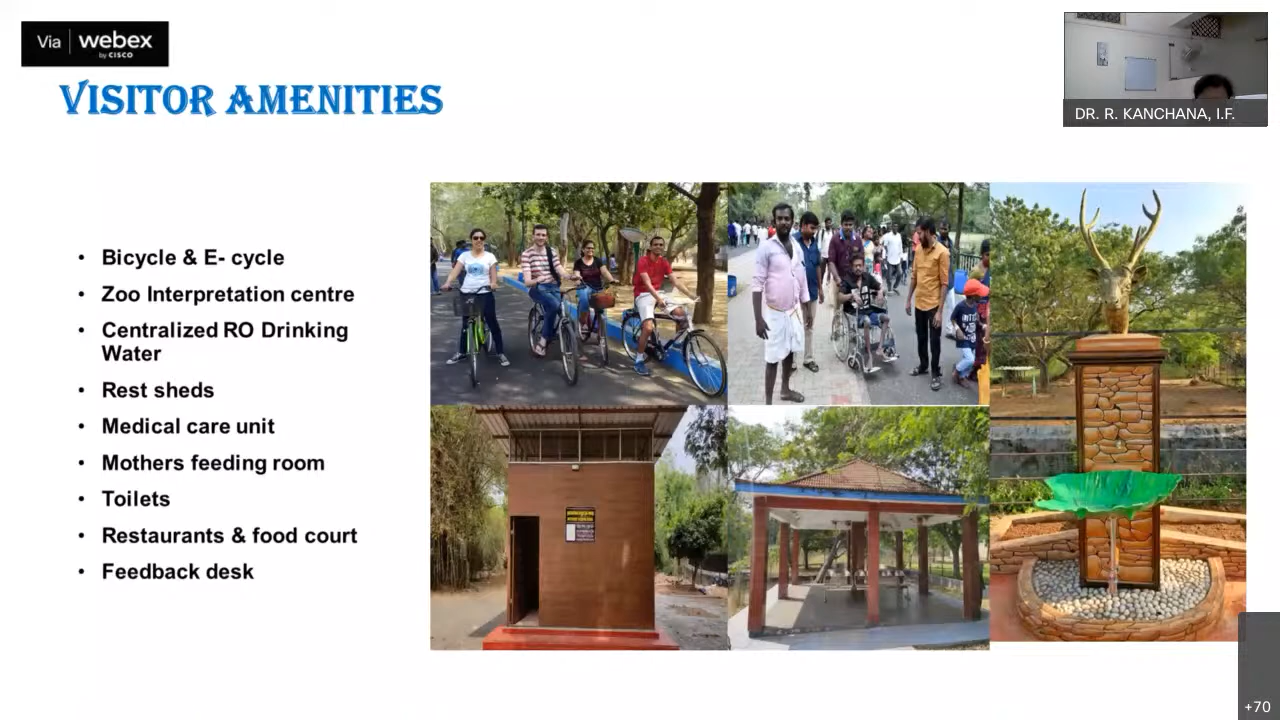 Via | webex
by CISCO
VISITOR AMENITIES
DR. R. KANCHANA, I.F.
• Bicycle & E- cycle
• Zoo Interpretation centre
• Centralized RO Drinking
Water
• Rest sheds
• Medical care unit
• Mothers feeding room
• Toilets
• Restaurants & food court
• Feedback desk
+70